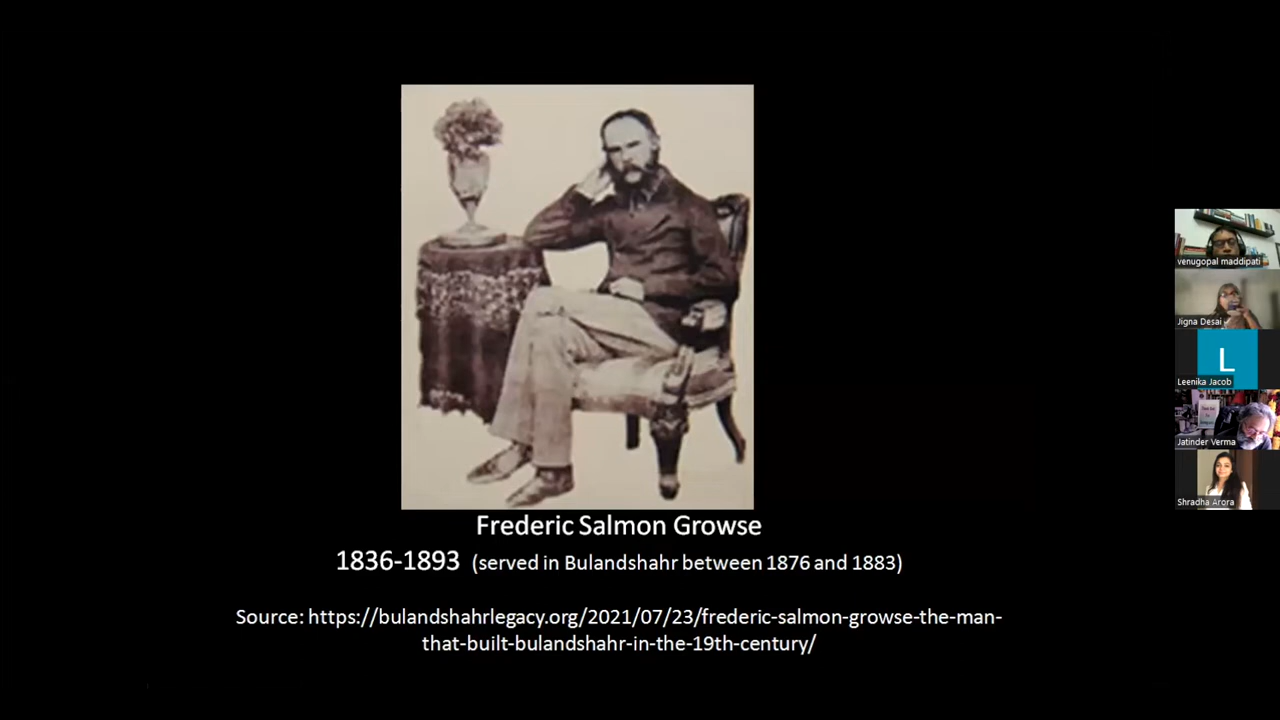 Frederic Salmon Growse
1836-1893 (served in Bulandshahr between 1876 and 1883)
Source: https://bulandshahrlegacy.org/2021/07/23/frederic-salmon-growse-the-man-
that-built-bulandshahr-in-the-19th-century/
venugopal maddipati
Jigna Desai
L
Leenika Jacob
Jatinder Verma
Shradha Arora